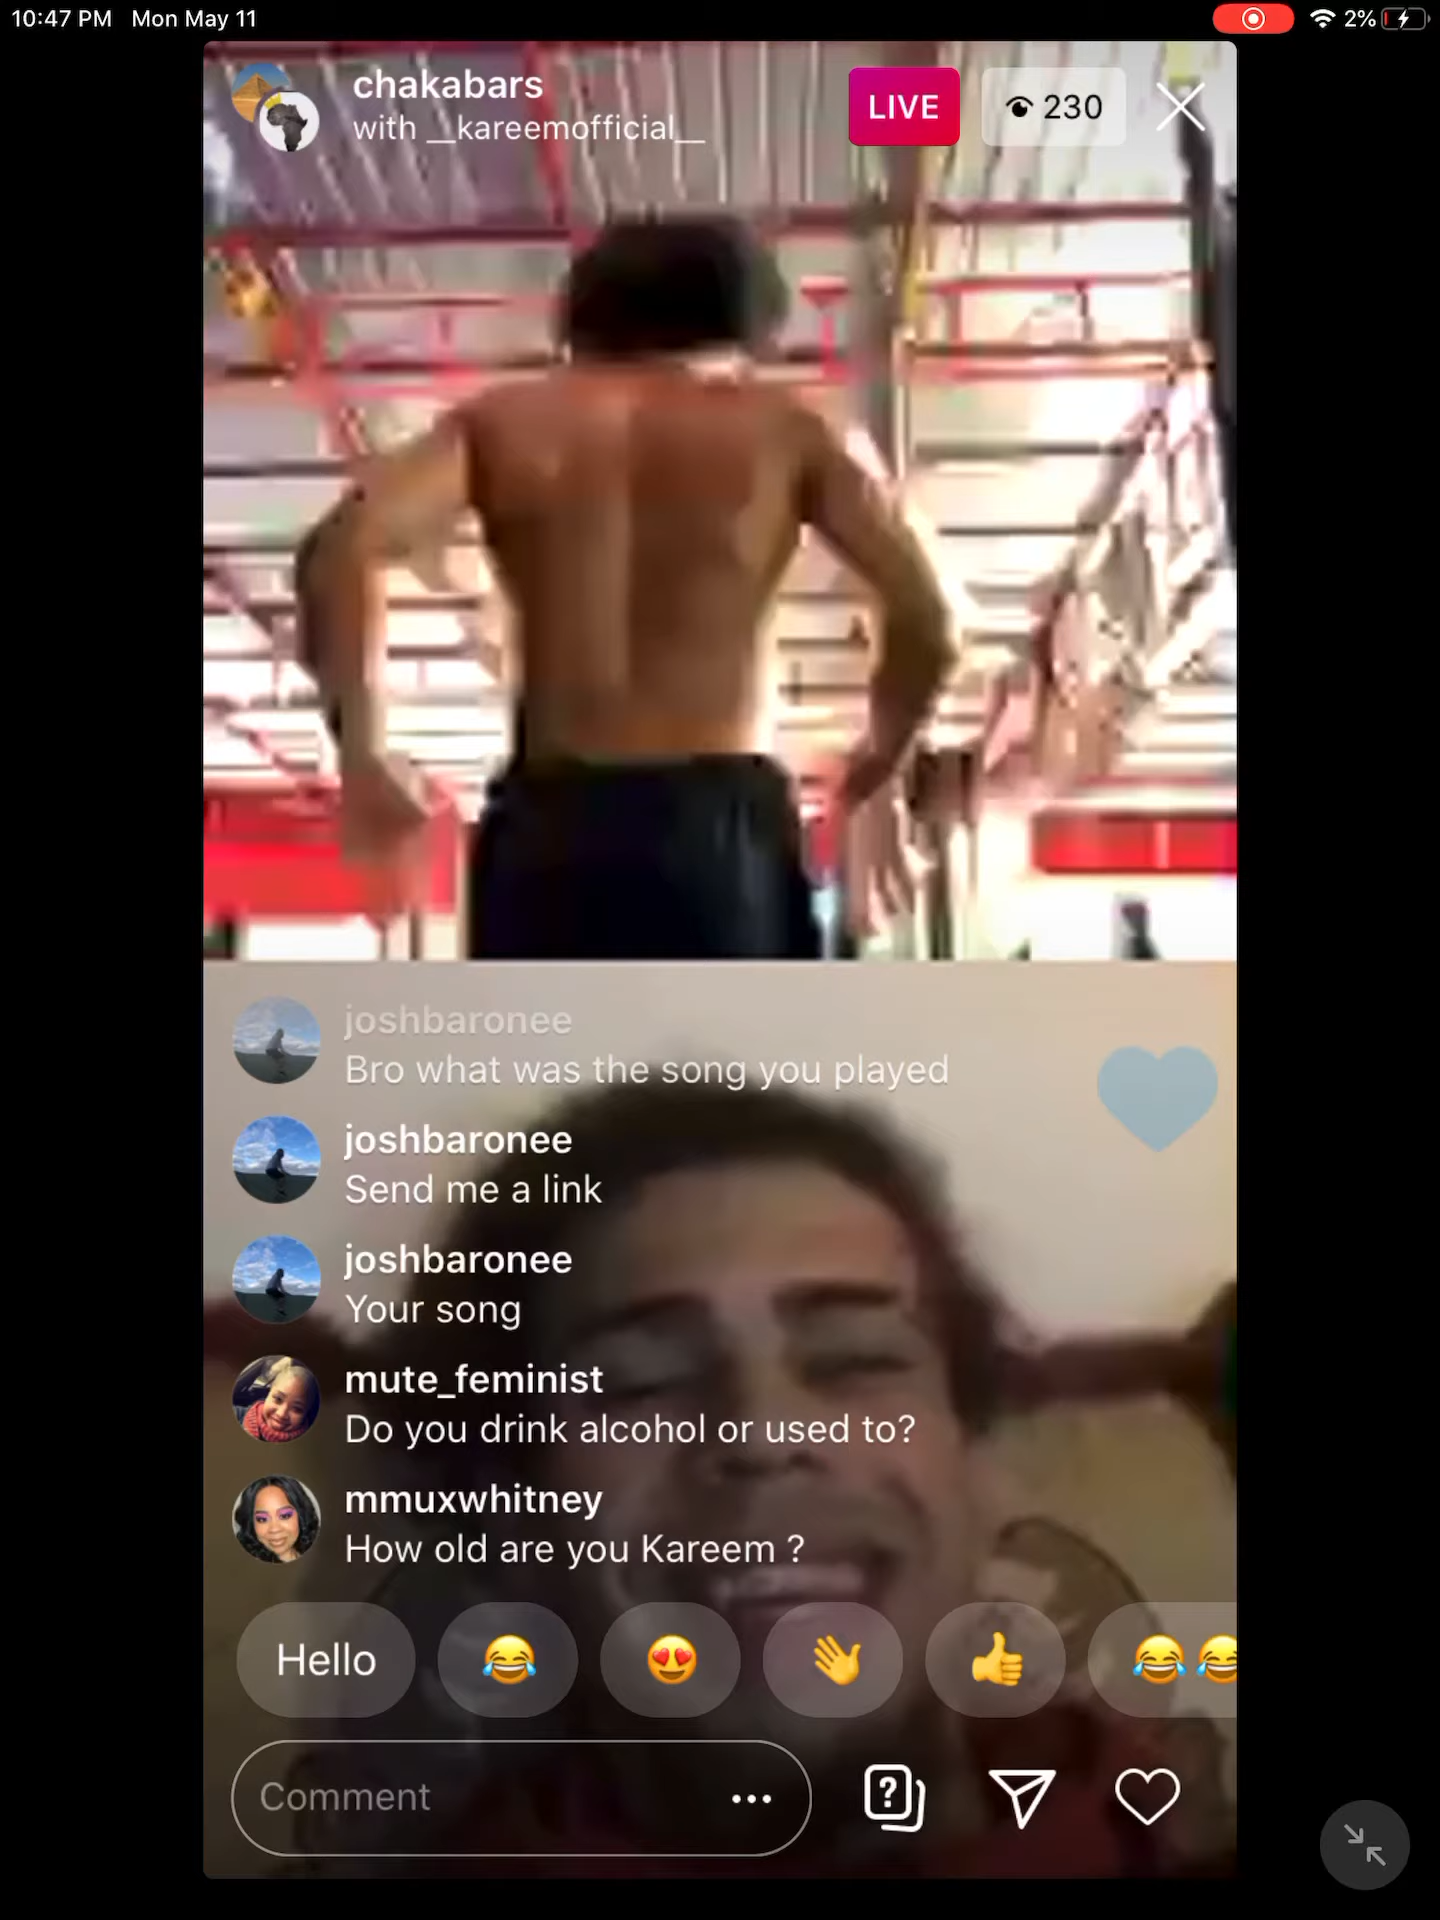 10:47 PM Mon May 11
2%
chakabars
with __kareemofficial__
LIVE
230
joshbaronee
Bro what was the song you played
joshbaronee
Send me a link
joshbaronee
Your song
mute_feminist
Do you drink alcohol or used to?
mmuxwhitney
How old are you Kareem ?
Hello
Comment